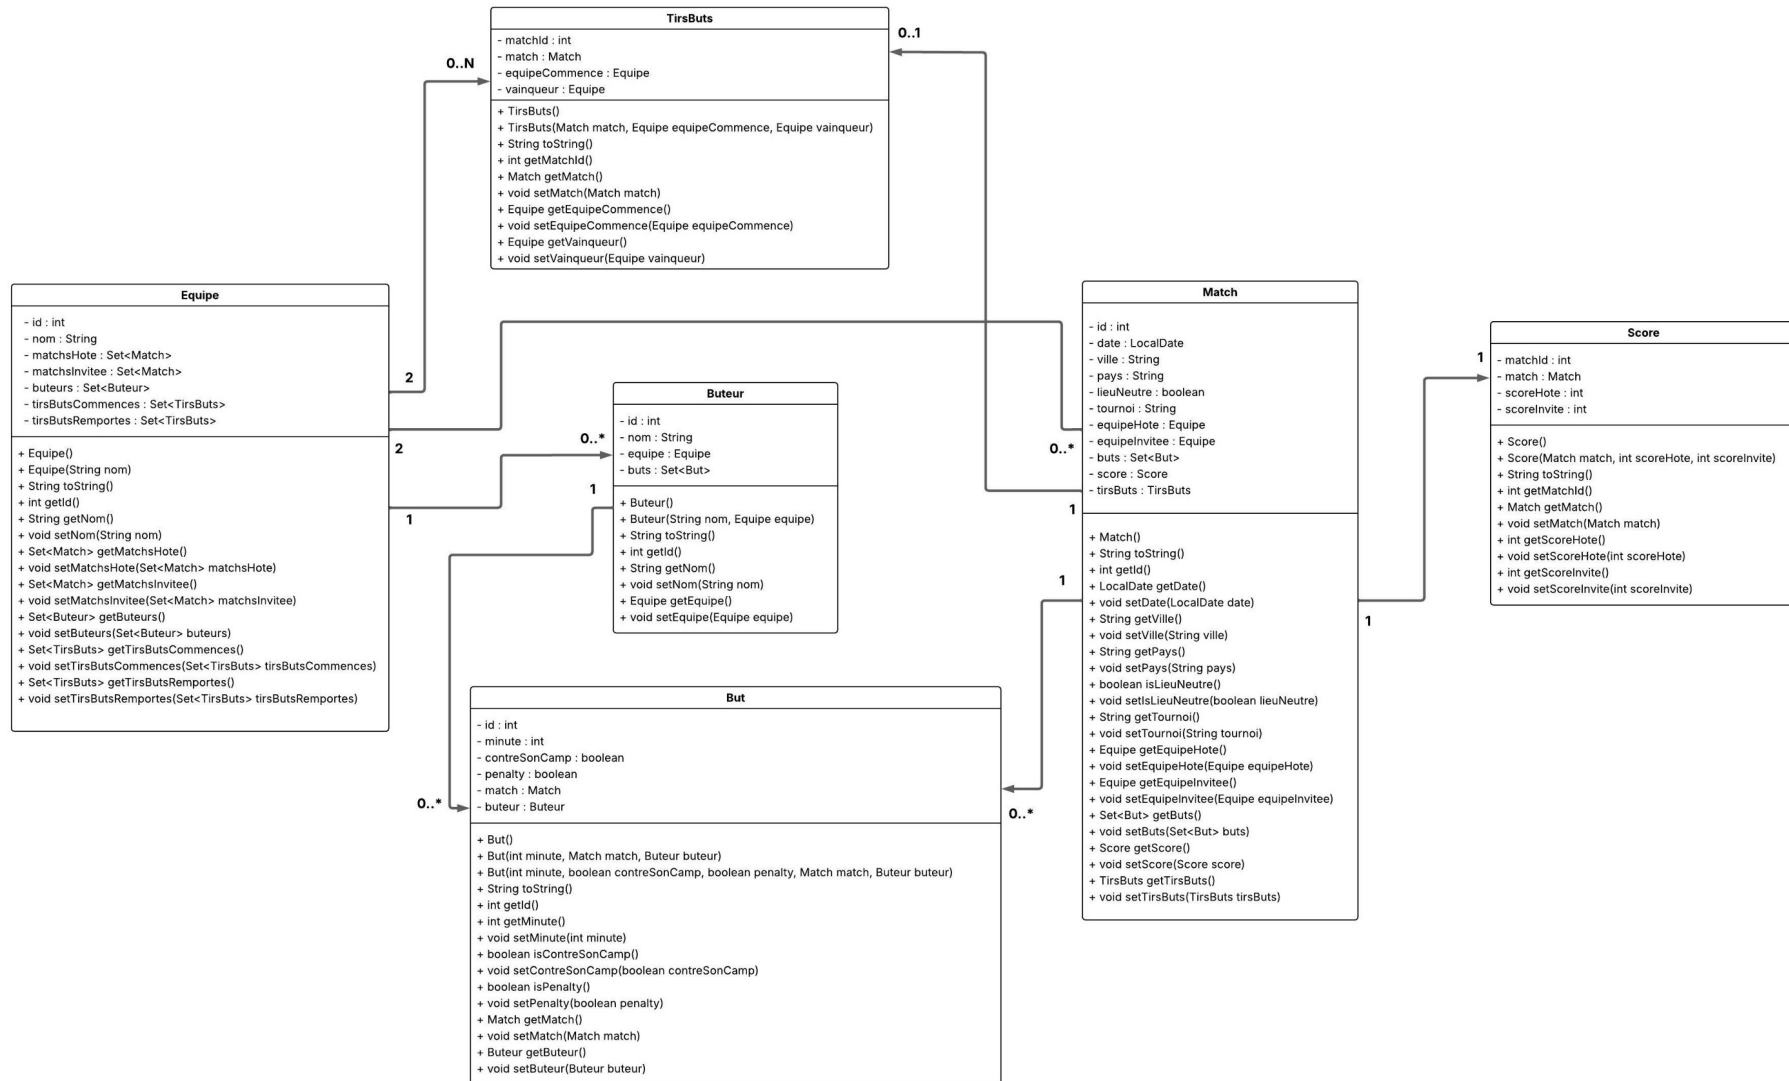 TirsButs
- matchId : int
- match : Match
- equipeCommence : Equipe
- vainqueur : Equipe
+ TirsButs()
+ TirsButs(Match match, Equipe equipeCommence, Equipe vainqueur)
+ String toString()
+ int getMatchId()
+ Match getMatch()
+ void setMatch(Match match)
+ Equipe getEquipeCommence()
+ void setEquipeCommence(Equipe equipeCommence)
+ Equipe getVainqueur()
+ void setVainqueur(Equipe vainqueur)
0..N
0..1
Equipe
- id : int
- nom : String
- matchsHote : Set<Match>
- matchsInvitee : Set<Match>
- buteurs : Set<Buteur>
- tirsButsCommences : Set<TirsButs>
- tirsButsRemportes : Set<TirsButs>
+ Equipe()
+ Equipe(String nom)
+ String toString()
+ int getId()
+ String getNom()
+ void setNom(String nom)
+ Set<Match> getMatchsHote()
+ void setMatchsHote(Set<Match> matchsHote)
+ Set<Match> getMatchsInvitee()
+ void setMatchsInvitee(Set<Match> matchsInvitee)
+ Set<Buteur> getButeurs()
+ void setButeurs(Set<Buteur> buteurs)
+ Set<TirsButs> getTirsButsCommences()
+ void setTirsButsCommences(Set<TirsButs> tirsButsCommences)
+ Set<TirsButs> getTirsButsRemportes()
+ void setTirsButsRemportes(Set<TirsButs> tirsButsRemportes)
2
2
1
Buteur
- id : int
- nom : String
- equipe : Equipe
- buts : Set<But>
+ Buteur()
+ Buteur(String nom, Equipe equipe)
+ String toString()
+ int getId()
+ String getNom()
+ void setNom(String nom)
+ Equipe getEquipe()
+ void setEquipe(Equipe equipe)
0..*
1
Match
- id : int
- date : LocalDate
- ville : String
- pays : String
- lieuNeutre : boolean
- tournoi : String
- equipeHote : Equipe
- equipeInvitee : Equipe
- buts : Set<But>
- score : Score
- tirsButs : TirsButs
+ Match()
+ String toString()
+ int getId()
+ LocalDate getDate()
+ void setDate(LocalDate date)
+ String getVille()
+ void setVille(String ville)
+ String getPays()
+ void setPays(String pays)
+ boolean isLieuNeutre()
+ void setIsLieuNeutre(boolean lieuNeutre)
+ String getTournoi()
+ void setTournoi(String tournoi)
+ Equipe getEquipeHote()
+ void setEquipeHote(Equipe equipeHote)
+ Equipe getEquipeInvitee()
+ void setEquipeInvitee(Equipe equipeInvitee)
+ Set<But> getButs()
+ void setButs(Set<But> buts)
+ Score getScore()
+ void setScore(Score score)
+ TirsButs getTirsButs()
+ void setTirsButs(TirsButs tirsButs)
0..*
1
1
1
Score
- matchId : int
- match : Match
- scoreHote : int
- scoreInvite : int
+ Score()
+ Score(Match match, int scoreHote, int scoreInvite)
+ String toString()
+ int getMatchId()
+ Match getMatch()
+ void setMatch(Match match)
+ int getScoreHote()
+ void setScoreHote(int scoreHote)
+ int getScoreInvite()
+ void setScoreInvite(int scoreInvite)
1
But
- id : int
- minute : int
- contreSonCamp : boolean
- penalty : boolean
- match : Match
- buteur : Buteur
+ But()
+ But(int minute, Match match, Buteur buteur)
+ But(int minute, boolean contreSonCamp, boolean penalty, Match match, Buteur buteur)
+ String toString()
+ int getId()
+ int getMinute()
+ void setMinute(int minute)
+ boolean isContreSonCamp()
+ void setContreSonCamp(boolean contreSonCamp)
+ boolean isPenalty()
+ void setPenalty(boolean penalty)
+ Match getMatch()
+ void setMatch(Match match)
+ Buteur getButeur()
+ void setButeur(Buteur buteur)
0..*
0..*